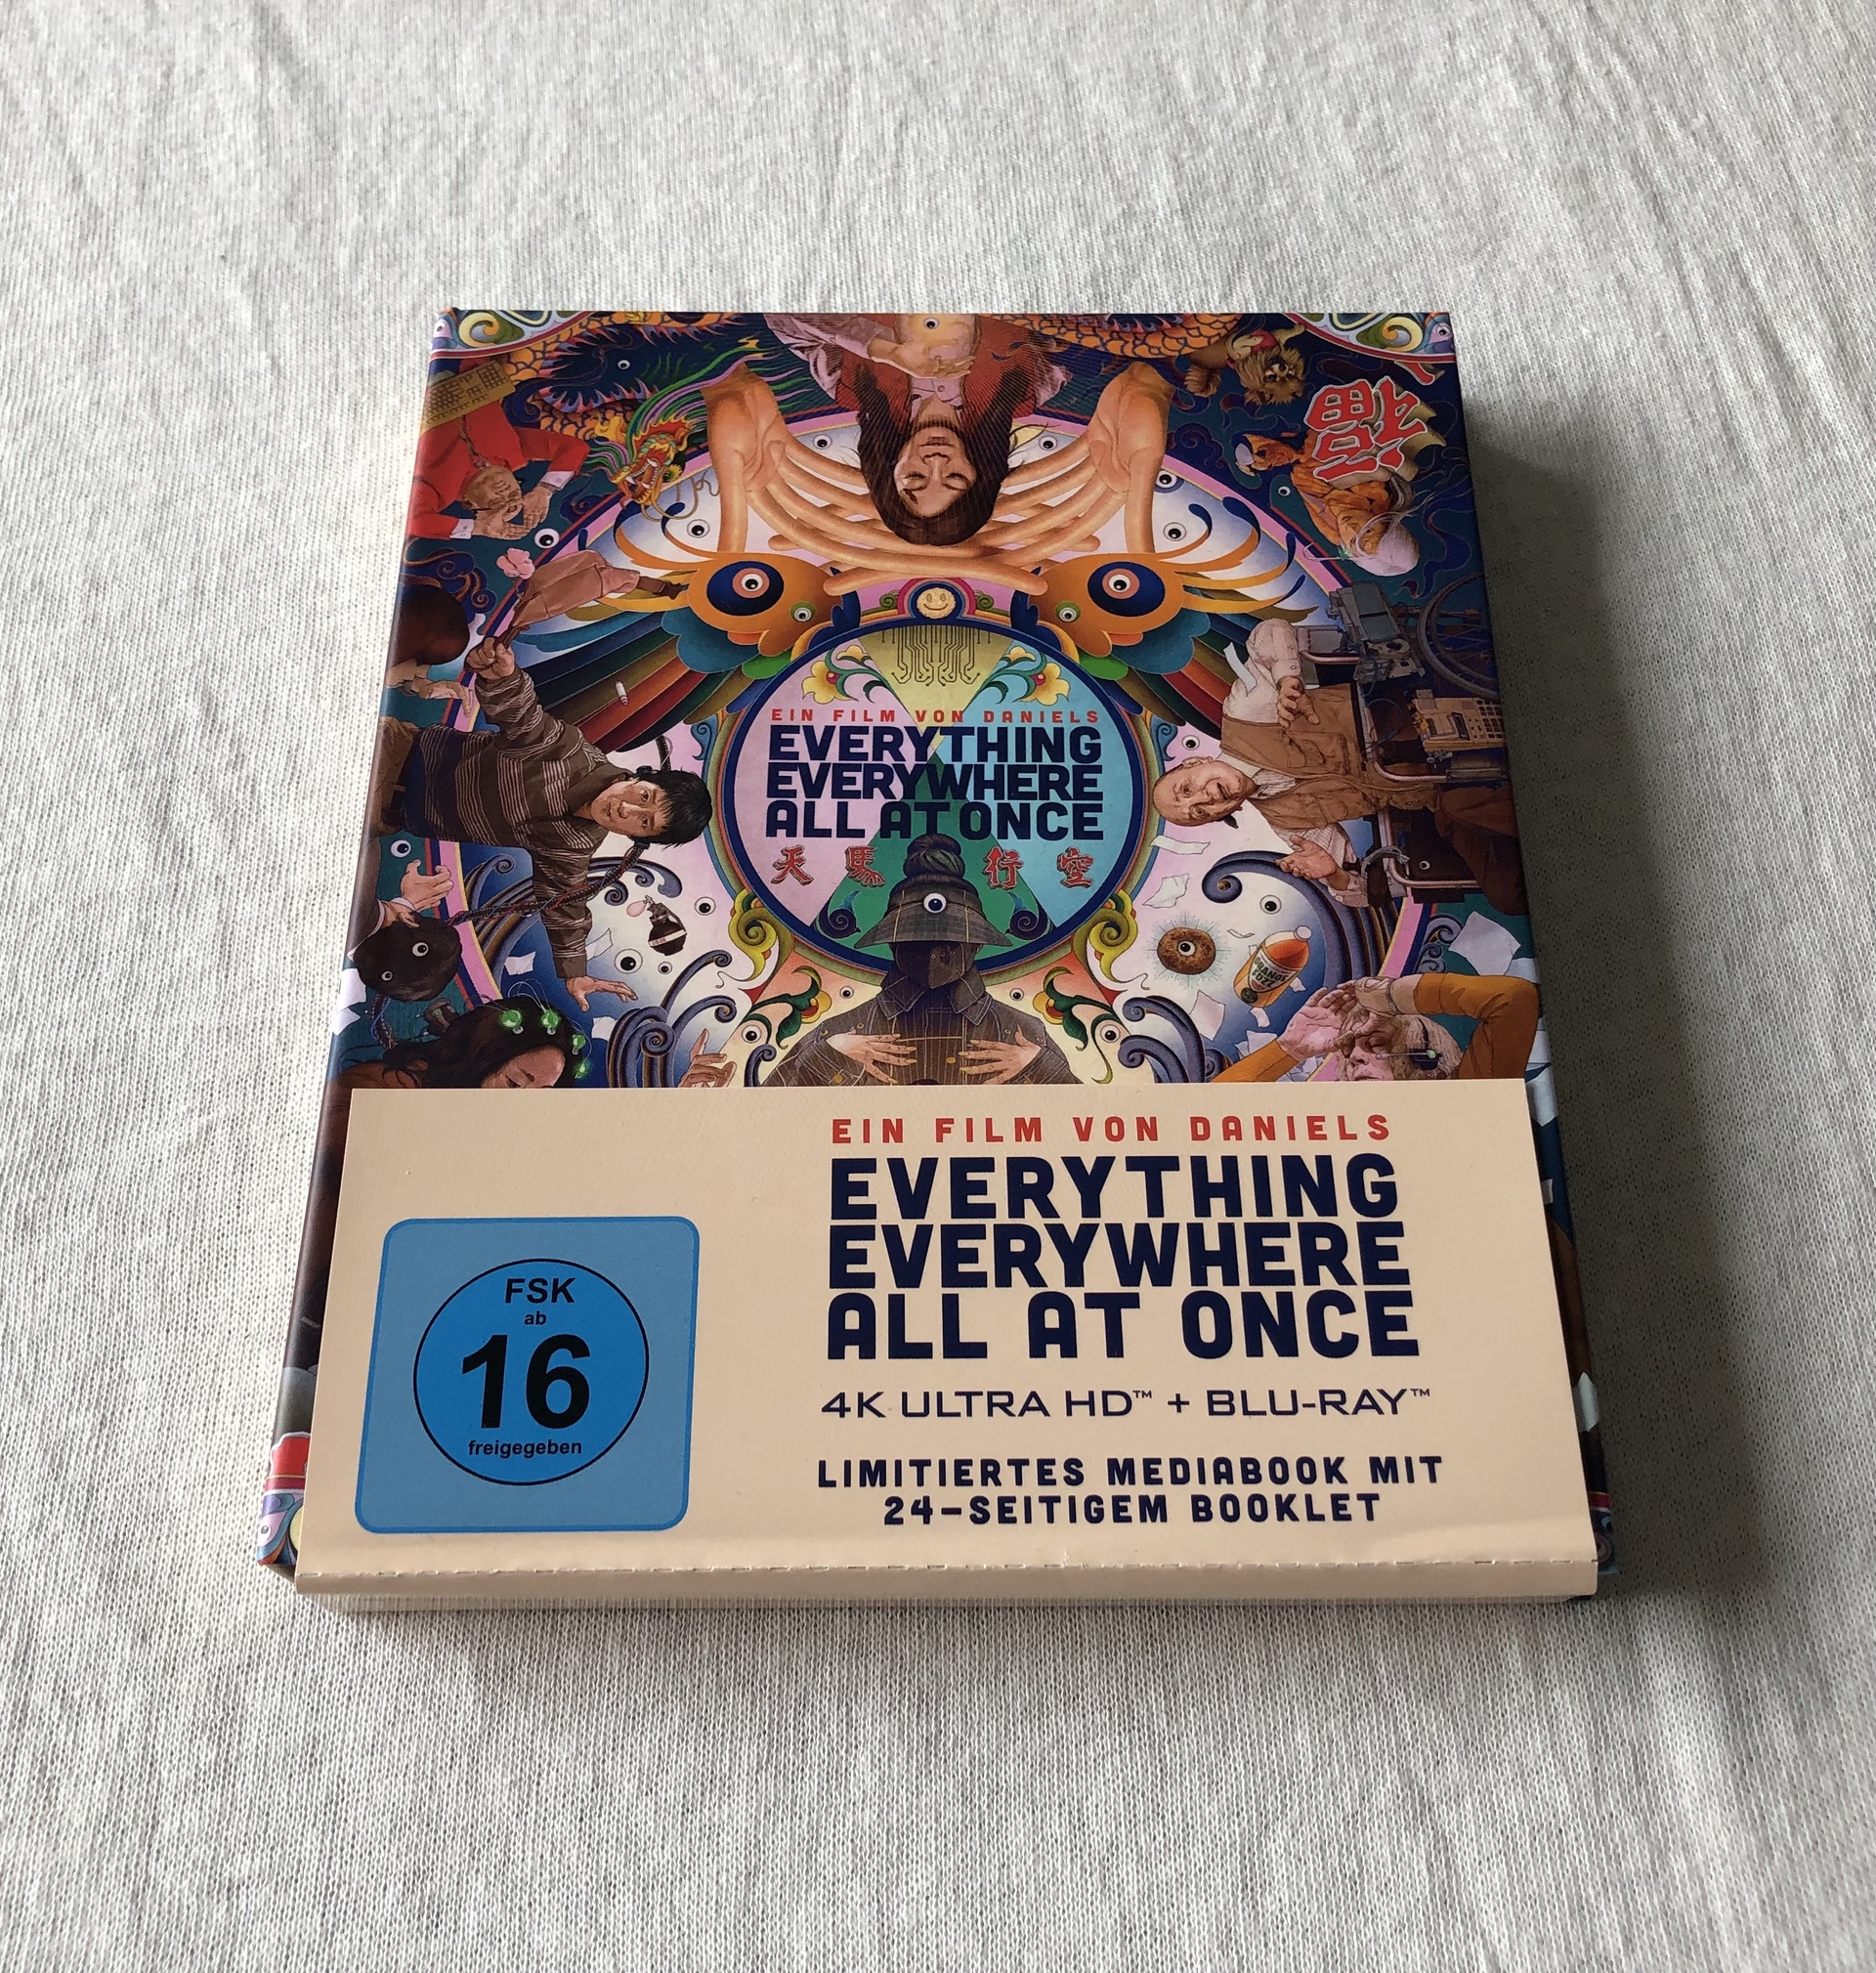 福
EIN FILM VON DANIELS
EVERYTHING
EVERYWHERE
ALL AT ONCE
天馬行空
EIN FILM VON DANIELS
EVERYTHING
EVERYWHERE
ALL AT ONCE
4K ULTRA HD™ + BLU-RAY™
LIMITIERTES MEDIABOOK MIT
24-SEITIGEM BOOKLET
FSK
ab
16
freigegeben